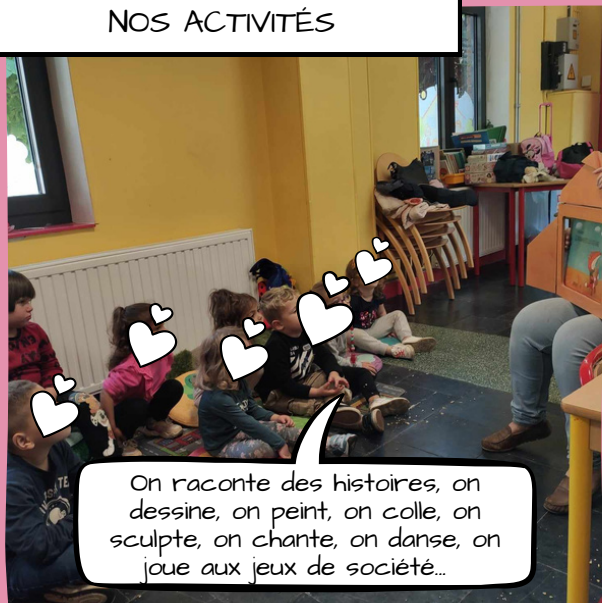 NOS ACTIVITÉS
On raconte des histoires, on
dessine, on peint, on colle, on
sculpte, on chante, on danse, on
joue aux jeux de société...